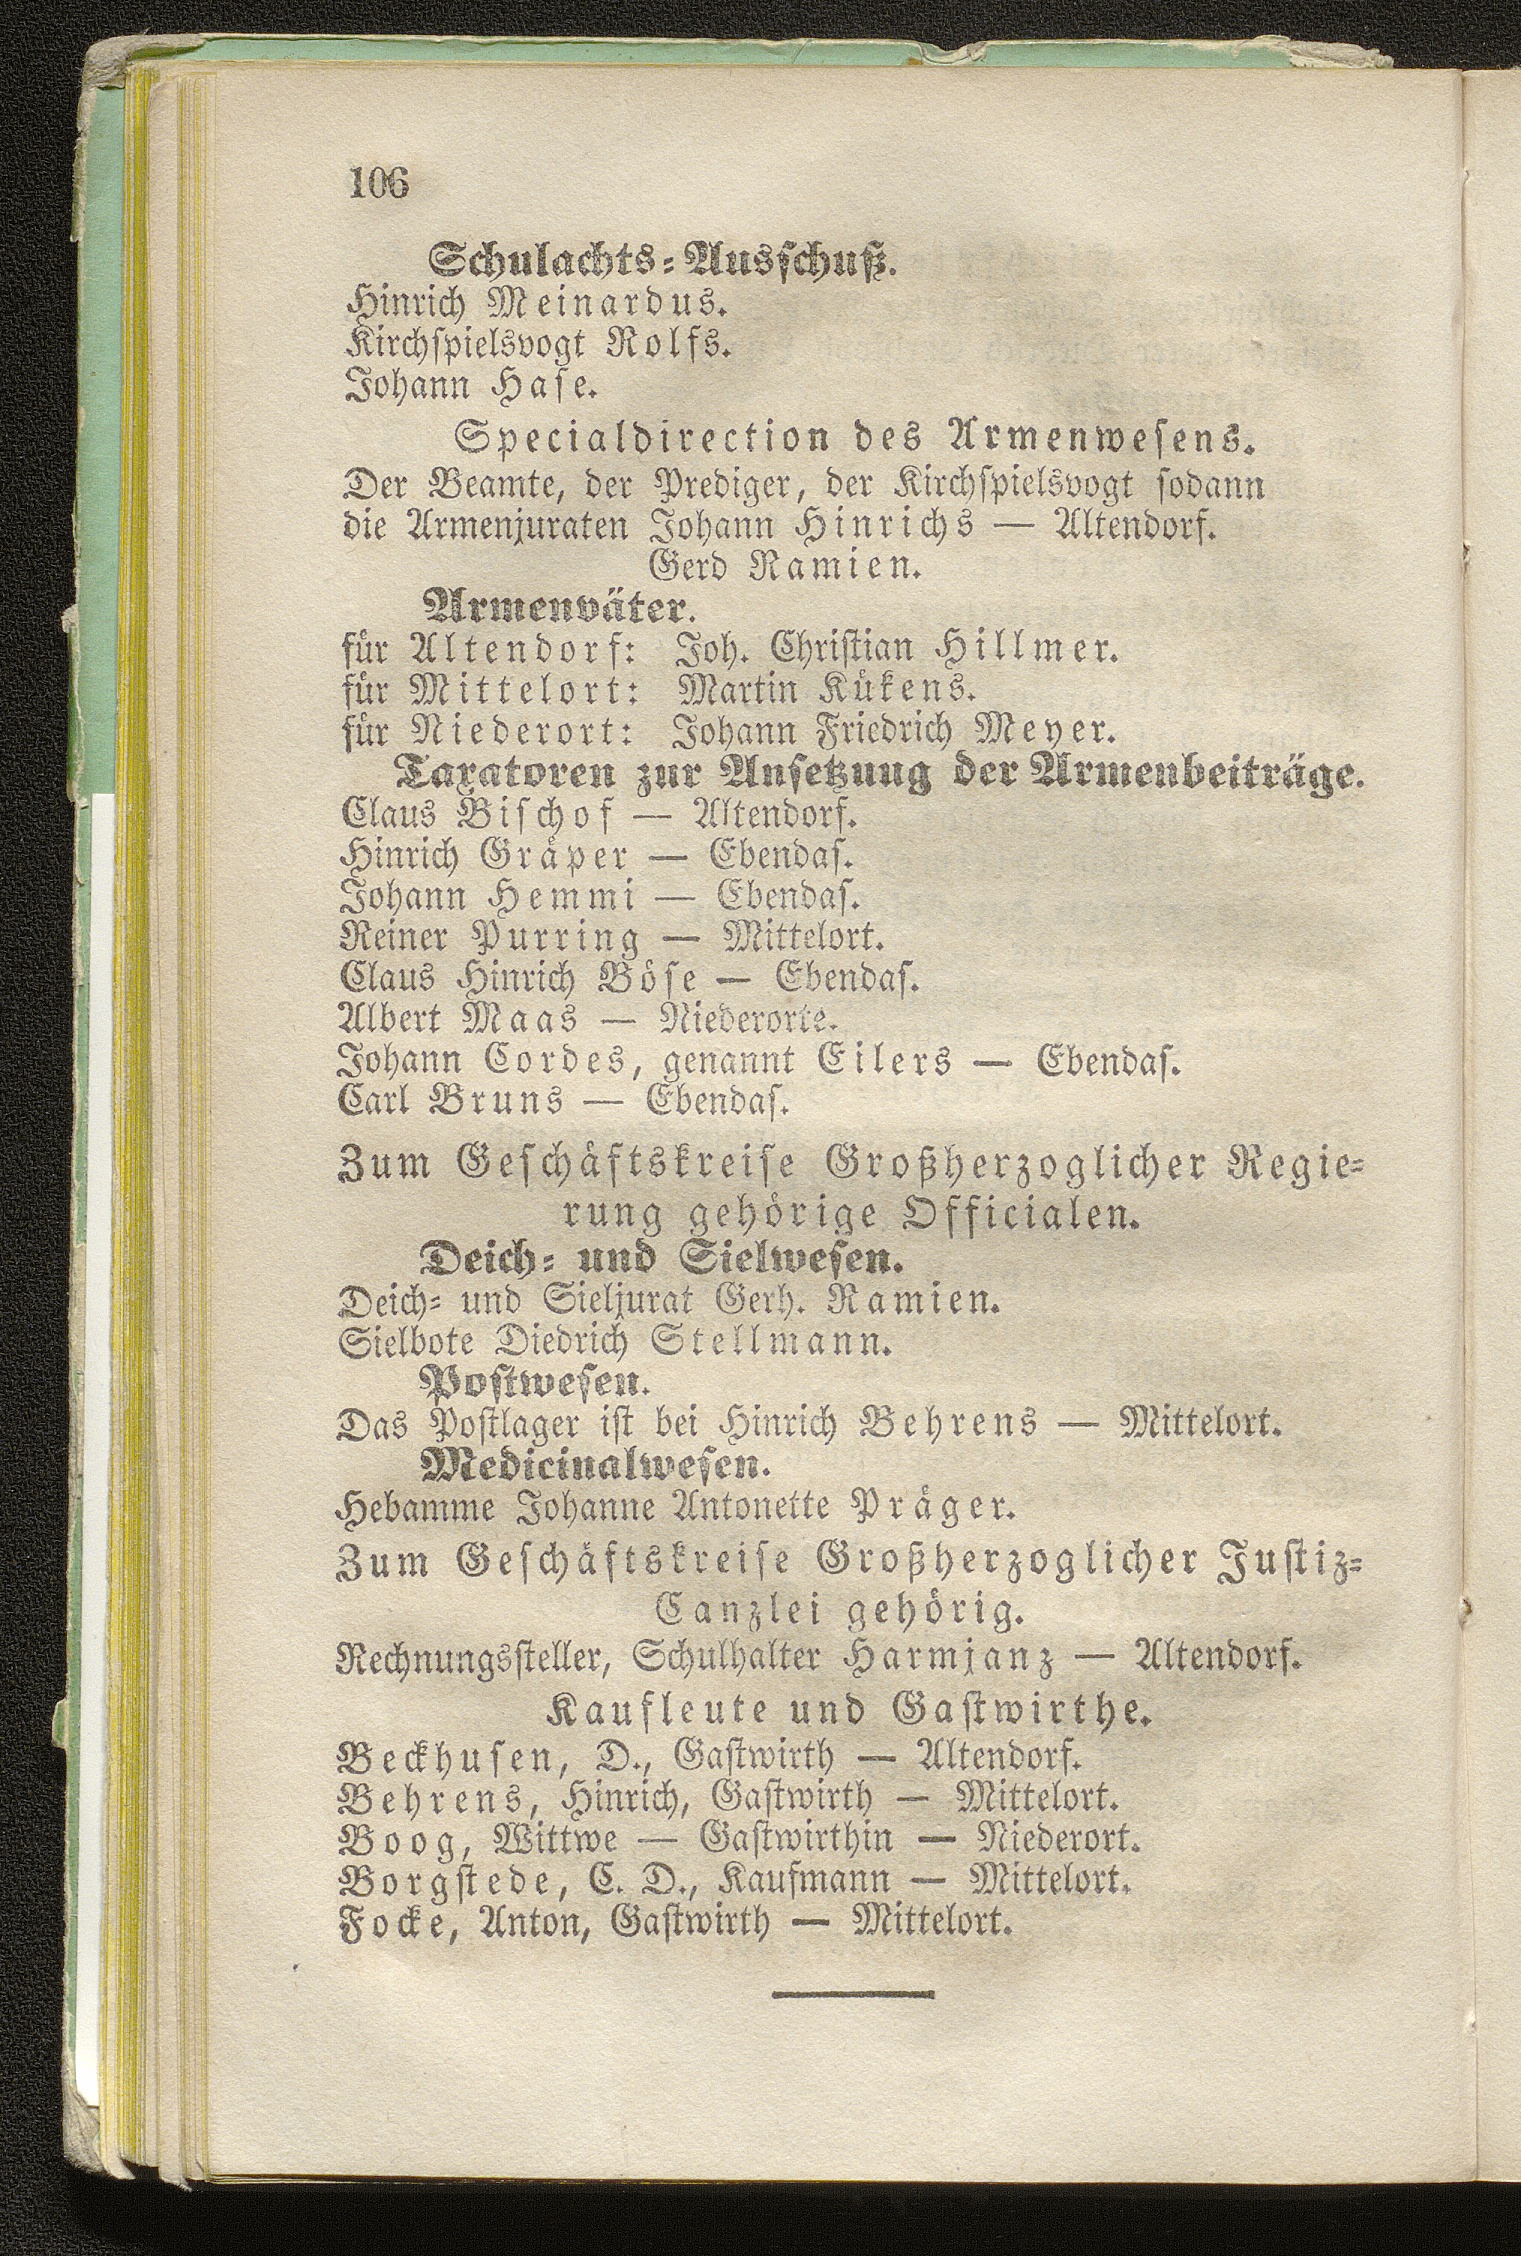 106
Schulachts-Ausschuß.
Hinrich Meinardus.
Kirchspielsvogt Rolfs.
Johann Hase.
Specialdirection des Armenwesens.
Der Beamte, der Prediger, der Kirchspielsvogt sodann
die Armenjuraten Johann Hinrichs — Altendorf.
Gerd Ramien.
Armenväter.
für Altendorf: Joh. Christian Hillmer.
für Mittelort: Martin Kükens.
für Niederort: Johann Friedrich Meyer.
Taxatoren zur Ansetzung der Armenbeiträge.
Claus Bischof — Altendorf.
Hinrich Gräper — Ebendas.
Johann Hemmi — Ebendas.
Reiner Purring — Mittelort.
Claus Hinrich Böse — Ebendas.
Albert Maas — Niederorte.
Johann Cordes, genannt Eilers — Ebendas.
Carl Bruns — Ebendas.
Zum Geschäftskreise Großherzoglicher Regie-
rung gehörige Officialen.
Deich- und Sielwesen.
Deich- und Sieljurat Gerh. Ramien.
Sielbote Diedrich Stellmann.
Postwesen.
Das Postlager ist bei Hinrich Behrens — Mittelort.
Medicinalwesen.
Hebamme Johanne Antonette Präger.
Zum Geschäftskreise Großherzoglicher Justiz-
Canzlei gehörig.
Rechnungssteller, Schulhalter Harmjanz — Altendorf.
Kaufleute und Gastwirthe.
Beckhusen, D., Gastwirth — Altendorf.
Behrens, Hinrich, Gastwirth — Mittelort.
Boog, Wittwe — Gastwirthin — Niederort.
Borgstede, C. D., Kaufmann — Mittelort.
Focke, Anton, Gastwirth — Mittelort.